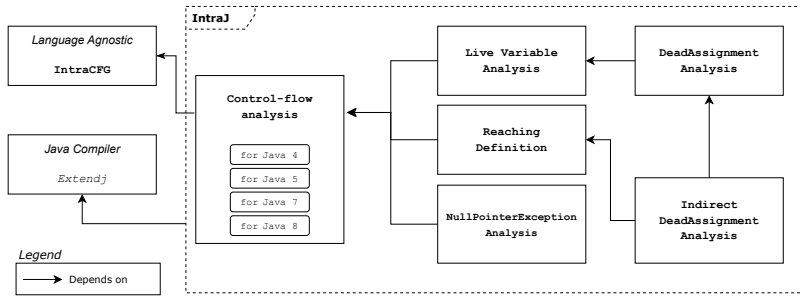 IntraJ
Language Agnostic
IntraCFG
Java Compiler
Extendj
Control-flow
analysis
for Java 4
for Java 5
for Java 7
for Java 8
Live Variable
Analysis
Reaching
Definition
NullPointerException
Analysis
DeadAssignment
Analysis
Indirect
DeadAssignment
Analysis
Legend
Depends on